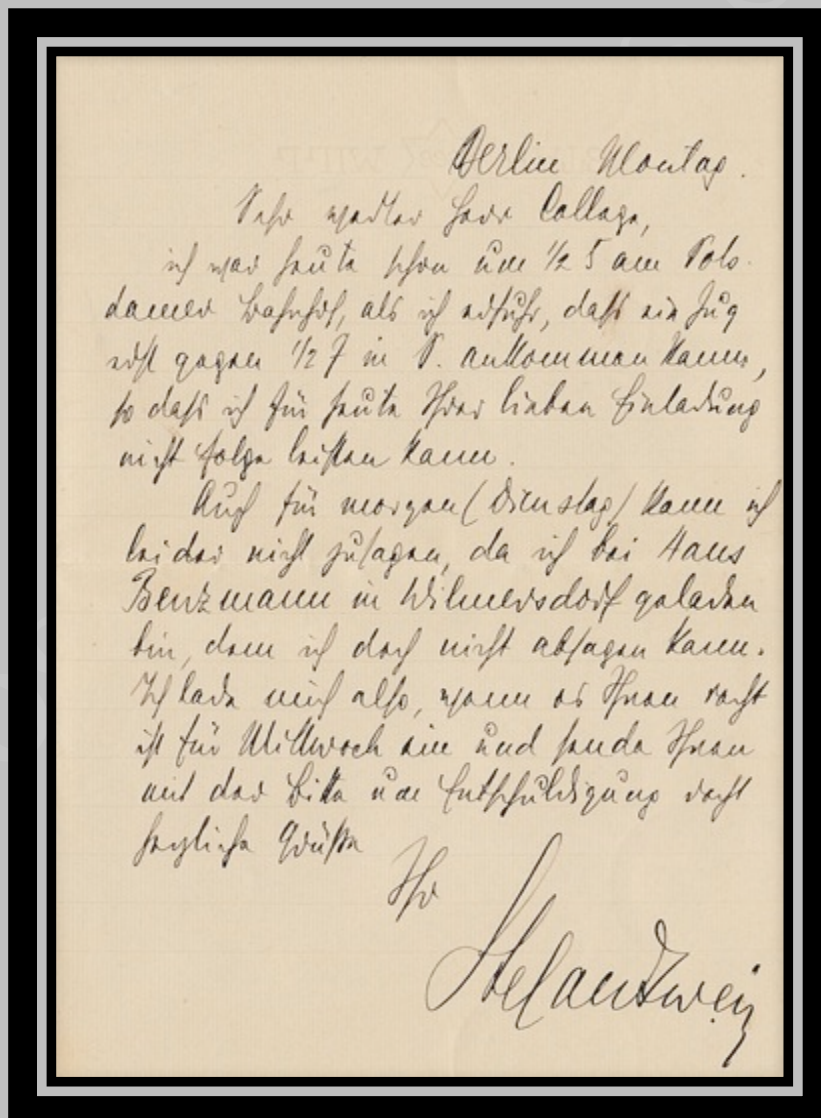 Berlin Montag.
Sehr werter Herr College,
ich war heute schon um ½ 5 am Pots-
damer Bahnhof, als ich erfuhr, daß ein Zug
erst gegen ½ 7 in P. ankommen kann,
so daß ich für heute Ihrer lieben Einladung
nicht folge leisten kann.
Auch für morgen (Dienstag) kann ich
leider nicht zusagen, da ich bei Hans
Benzmann in Wilmersdorf geladen
bin, dem ich doch nicht absagen kann.
Ich lade mich also, wenn es Ihnen recht
ist für Mittwoch ein und sende Ihnen
mit der Bitte um Entschuldigung recht
herzliche Grüße
Ihr
Stefan Zweig